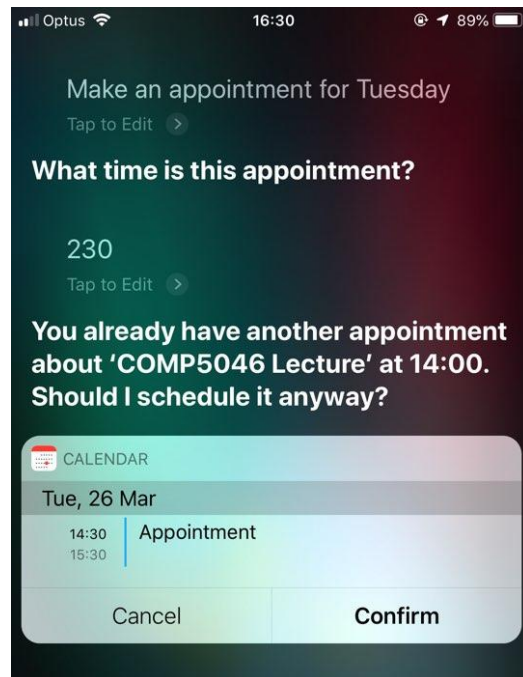 Optus 16:30 89%
Make an appointment for Tuesday
Tap to Edit
What time is this appointment?
230
Tap to Edit
You already have another appointment
about ‘COMP5046 Lecture’ at 14:00.
Should I schedule it anyway?
CALENDAR
Tue, 26 Mar
14:30 Appointment
15:30
Cancel Confirm